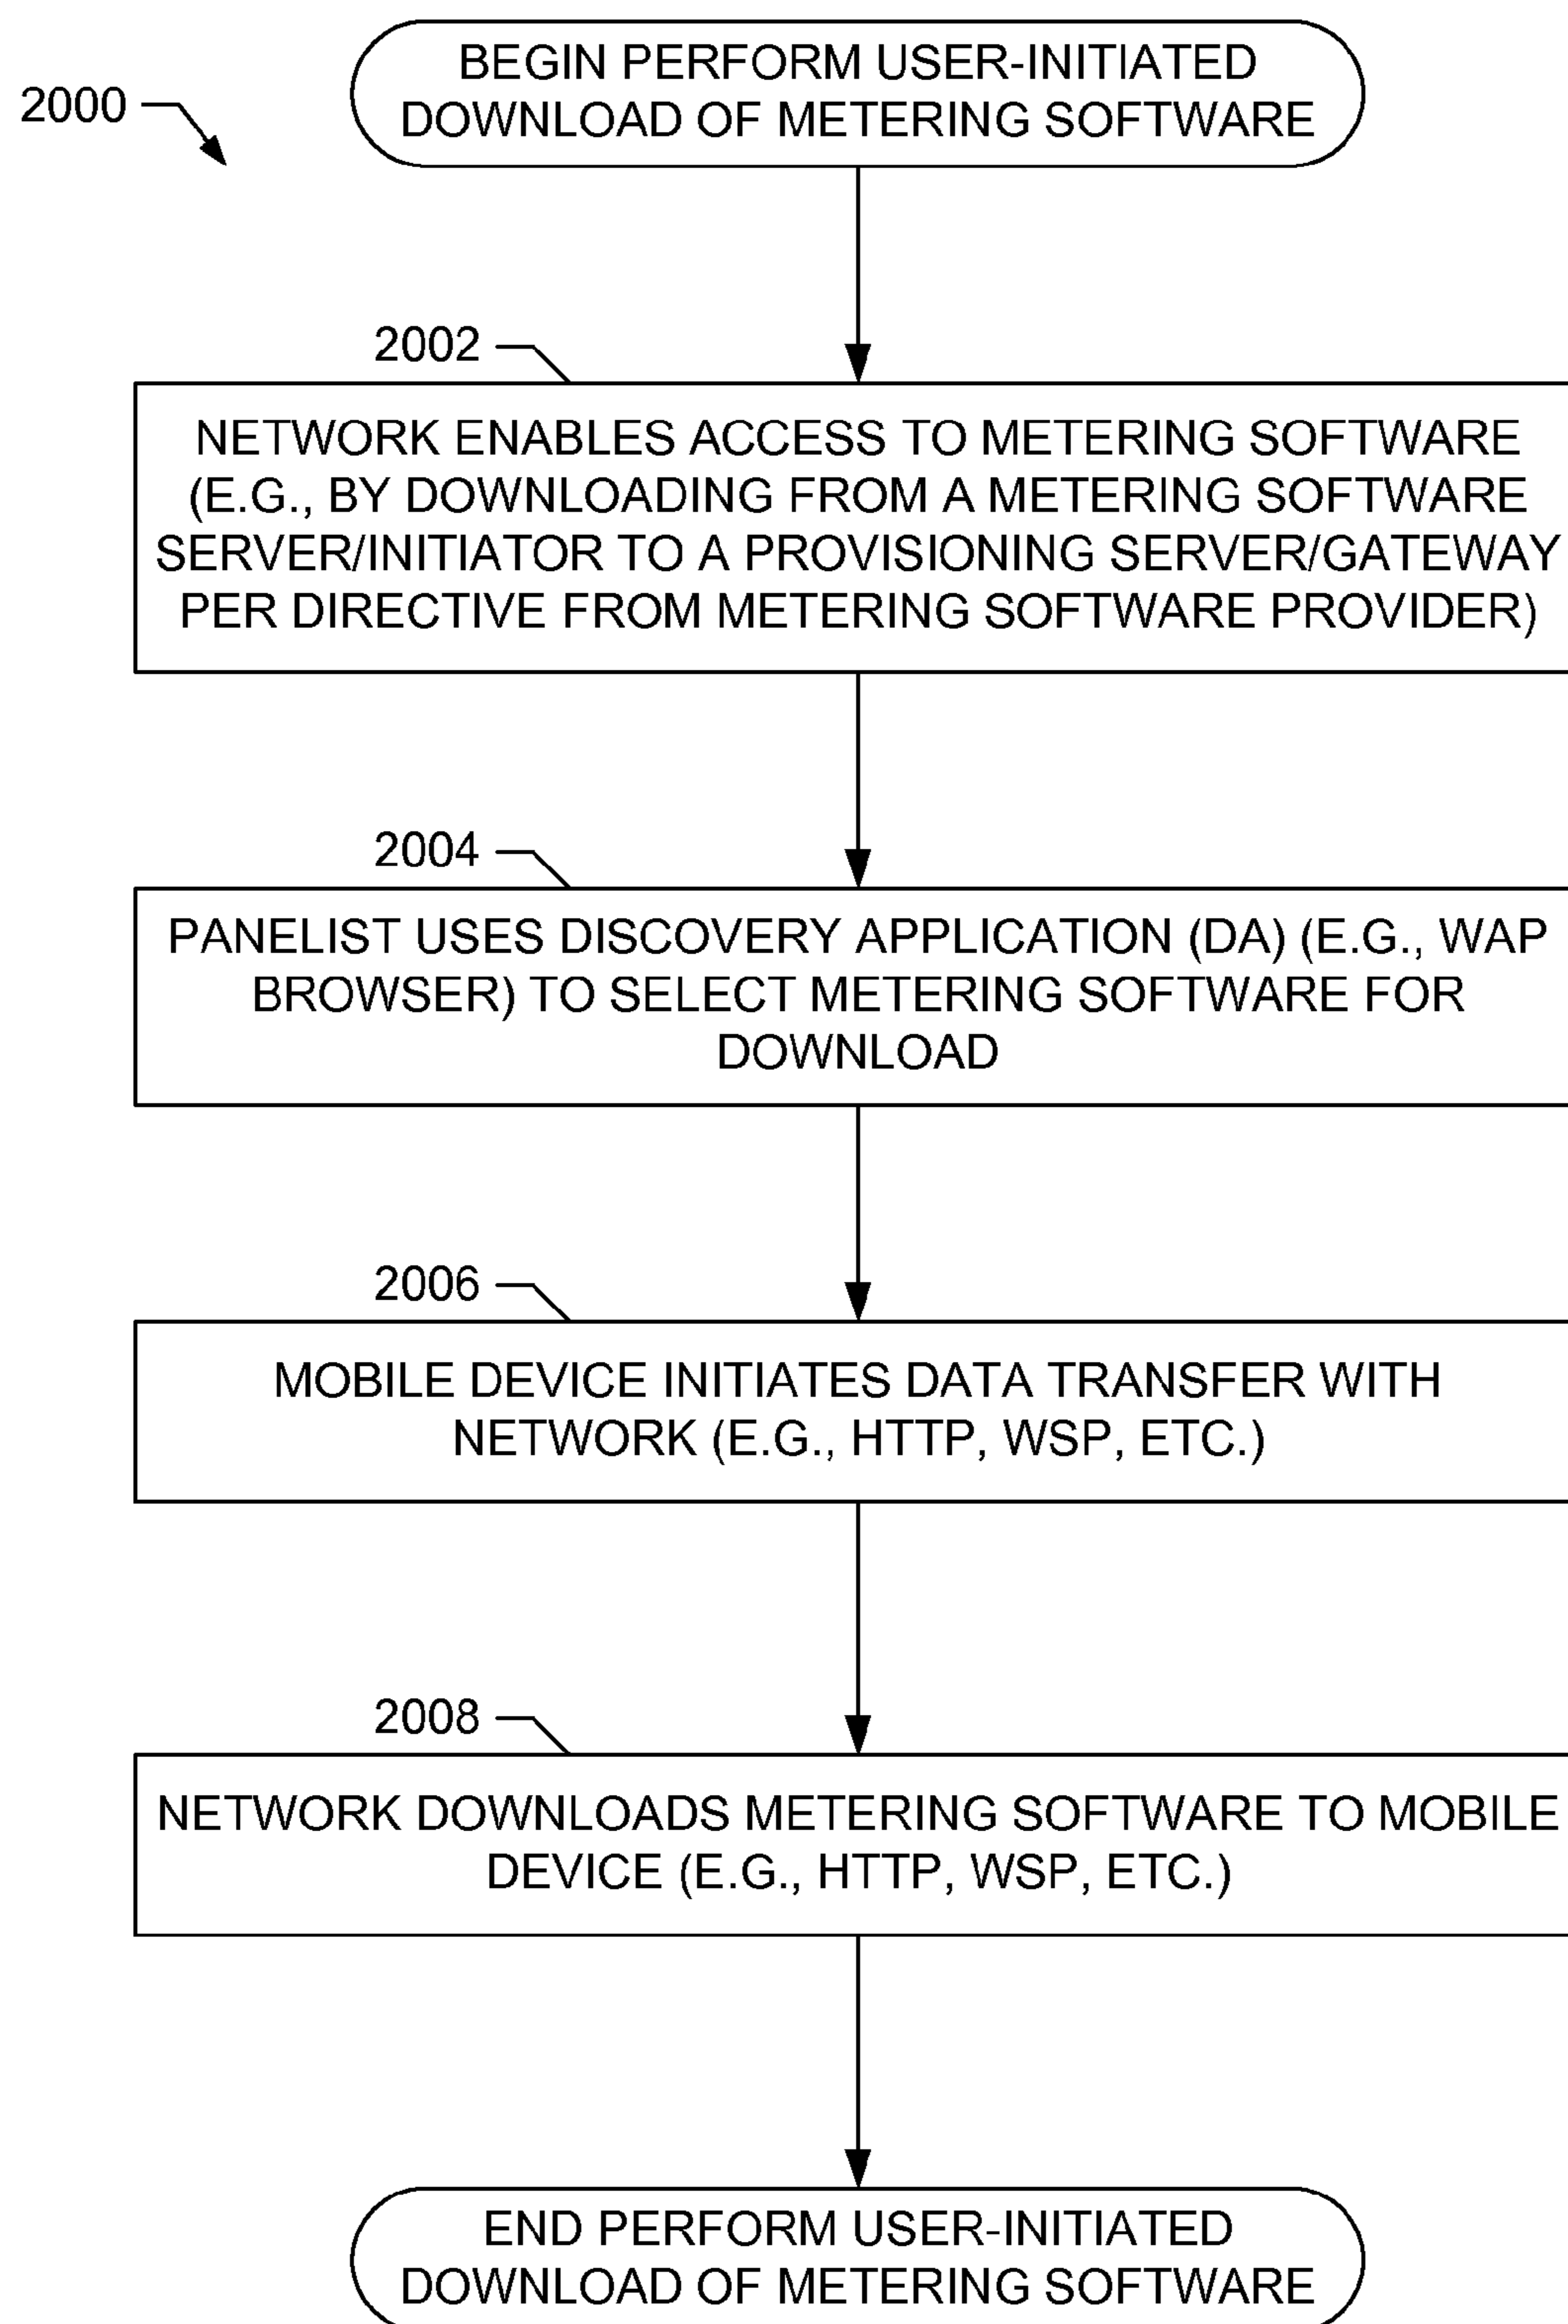 BEGIN PERFORM USER-INITIATED
DOWNLOAD OF METERING SOFTWARE
2000
2002
NETWORK ENABLES ACCESS TO METERING SOFTWARE
(E.G., BY DOWNLOADING FROM A METERING SOFTWARE
SERVER/INITIATOR TO A PROVISIONING SERVER/GATEWAY
PER DIRECTIVE FROM METERING SOFTWARE PROVIDER)
2004
PANELIST USES DISCOVERY APPLICATION (DA) (E.G., WAP
BROWSER) TO SELECT METERING SOFTWARE FOR
DOWNLOAD
2006
MOBILE DEVICE INITIATES DATA TRANSFER WITH
NETWORK (E.G., HTTP, WSP, ETC.)
2008
NETWORK DOWNLOADS METERING SOFTWARE TO MOBILE
DEVICE (E.G., HTTP, WSP, ETC.)
END PERFORM USER-INITIATED
DOWNLOAD OF METERING SOFTWARE